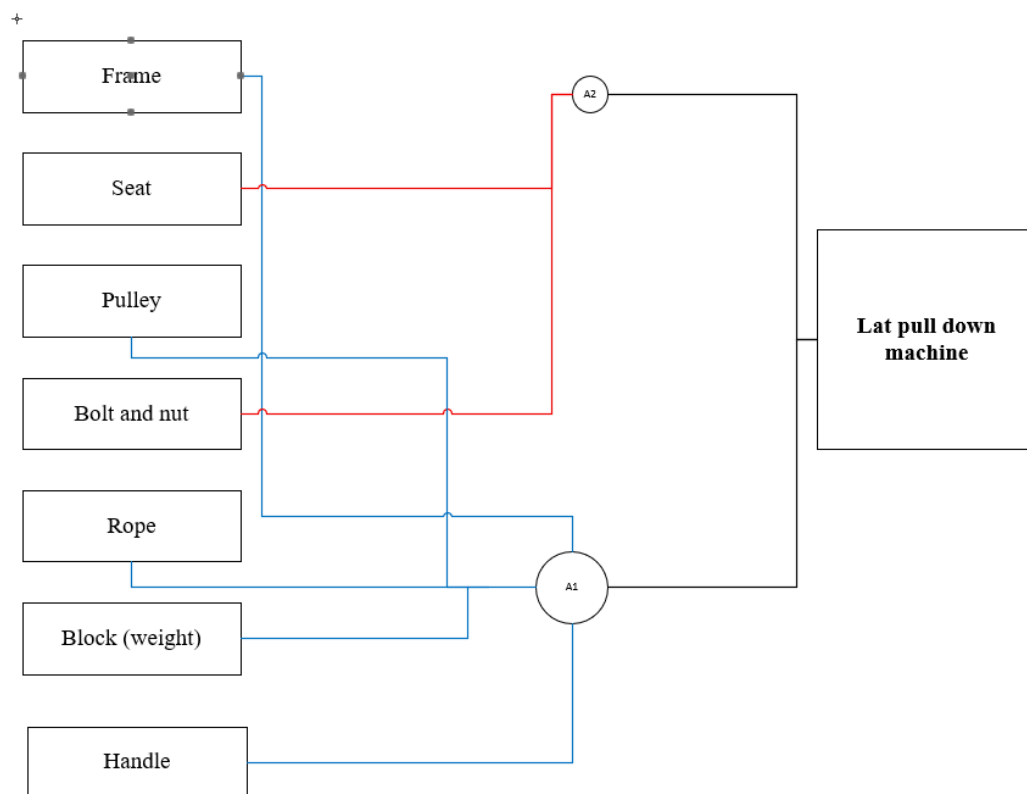 Frame
A2
Seat
Pulley
Lat pull down
machine
Bolt and nut
Rope
A1
Block (weight)
Handle